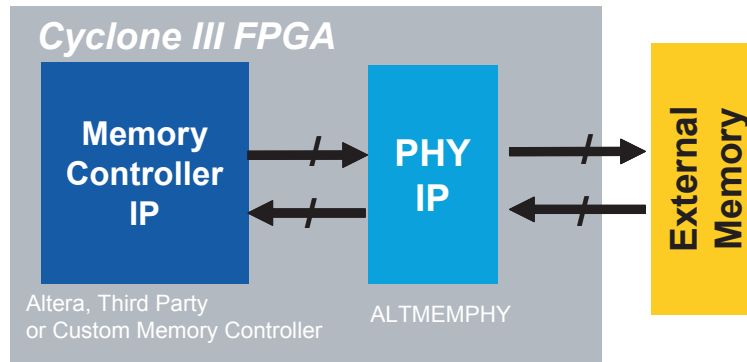 Cyclone III FPGA
Memory
Controller
IP
PHY
IP
External
Memory
Altera, Third Party
or Custom Memory Controller
ALTMEMPHY